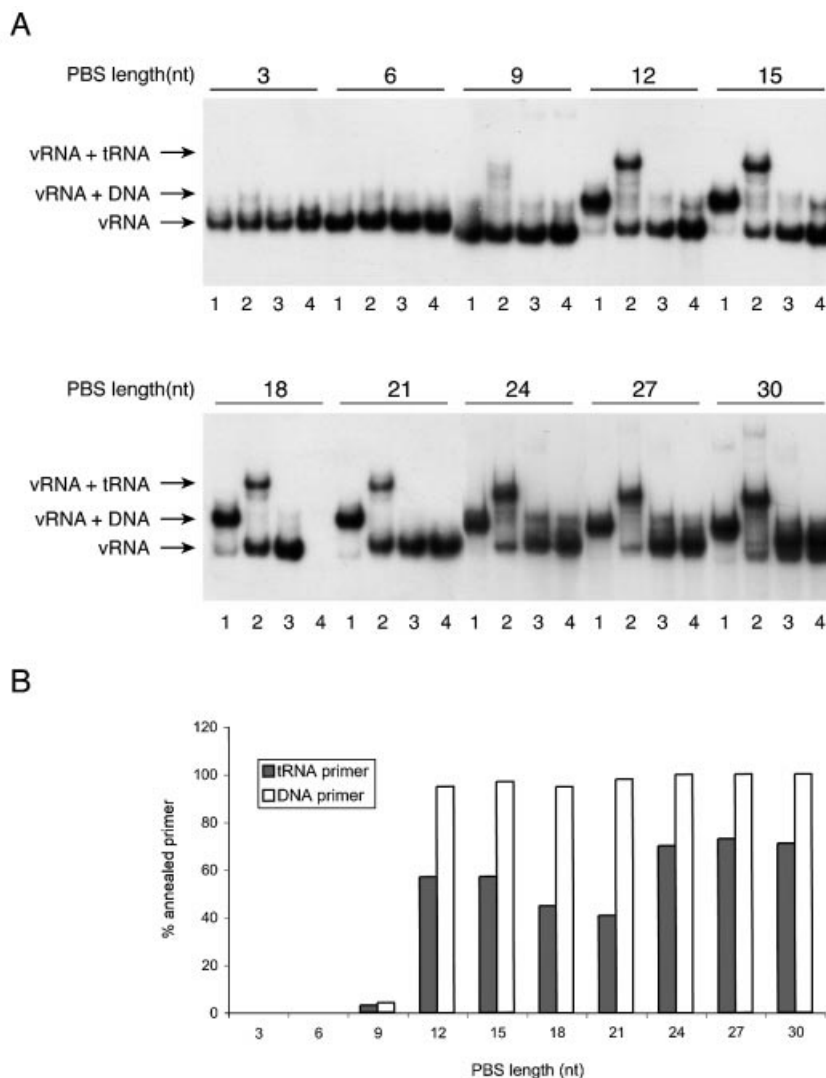 A
PBS length(nt) 3 6 9 12 15
vRNA + tRNA
vRNA + DNA
vRNA
1 2 3 4 1 2 3 4 1 2 3 4 1 2 3 4 1 2 3 4
PBS length(nt) 18 21 24 27 30
vRNA + tRNA
vRNA + DNA
vRNA
1 2 3 4 1 2 3 4 1 2 3 4 1 2 3 4 1 2 3 4
B
120
100
80
60
40
20
0
% annealed primer
tRNA primer
DNA primer
3 6 9 12 15 18 21 24 27 30
PBS length (nt)